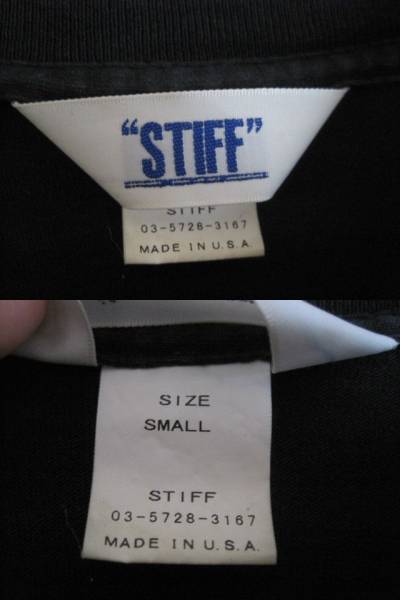 “STIFF”
STIFF
03-5728-3167
MADE IN U.S.A.
SIZE
SMALL
STIFF
03-5728-3167
MADE IN U.S.A.